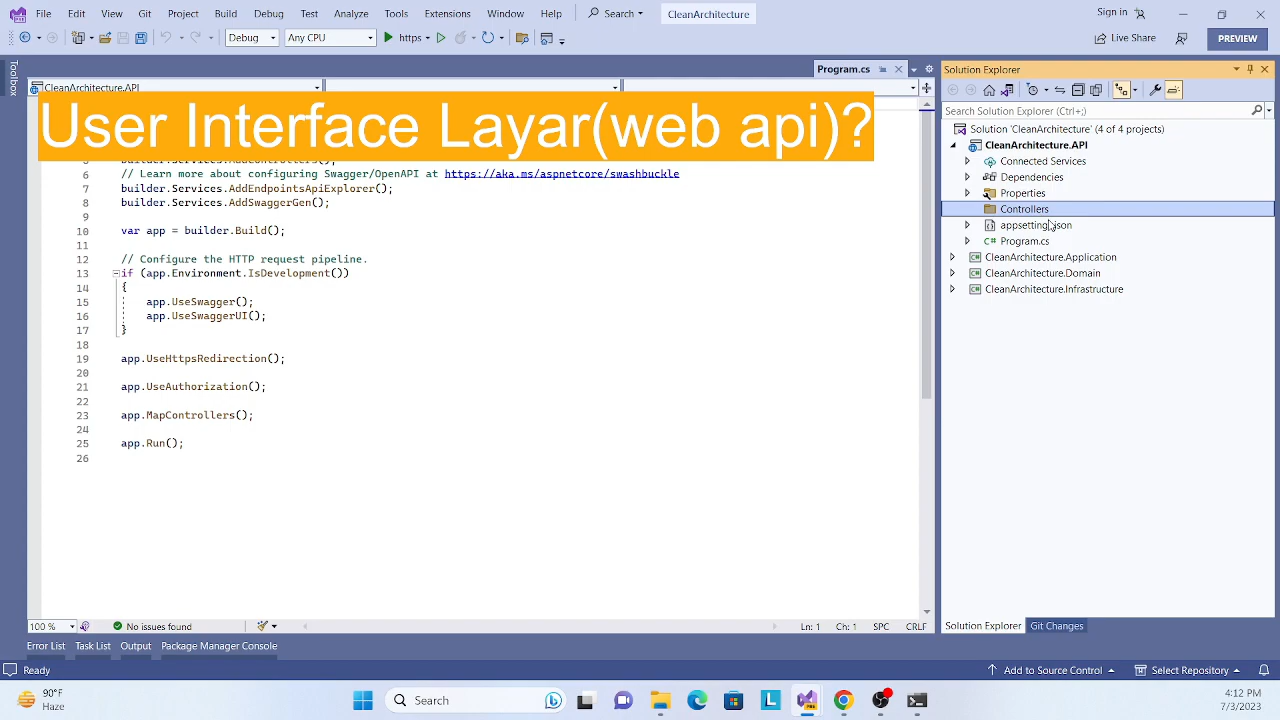 File Edit View Git Project Build Debug Test Analyze Tools Extensions Window Help Search CleanArchitecture Sign in
Debug Any CPU https Live Share PREVIEW
Toolbox
Program.cs
CleanArchitecture.API
User Interface Layar(web api)?
6 // Learn more about configuring Swagger/OpenAPI at https://aka.ms/aspnetcore/swashbuckle
7 builder.Services.AddEndpointsApiExplorer();
8 builder.Services.AddSwaggerGen();
9
10 var app = builder.Build();
11
12 // Configure the HTTP request pipeline.
13 if (app.Environment.IsDevelopment())
14 {
15 app.UseSwagger();
16 app.UseSwaggerUI();
17 }
18
19 app.UseHttpsRedirection();
20
21 app.UseAuthorization();
22
23 app.MapControllers();
24
25 app.Run();
26
100 % No issues found Ln: 1 Ch: 1 SPC CRLF
Solution Explorer
Search Solution Explorer (Ctrl+;)
Solution 'CleanArchitecture' (4 of 4 projects)
CleanArchitecture.API
Connected Services
Dependencies
Properties
Controllers
Program.cs
CleanArchitecture.Application
CleanArchitecture.Domain
CleanArchitecture.Infrastructure
Solution Explorer Git Changes
Error List Task List Output Package Manager Console
Ready Add to Source Control Select Repository
90°F
Haze
Search
4:12 PM
7/3/2023